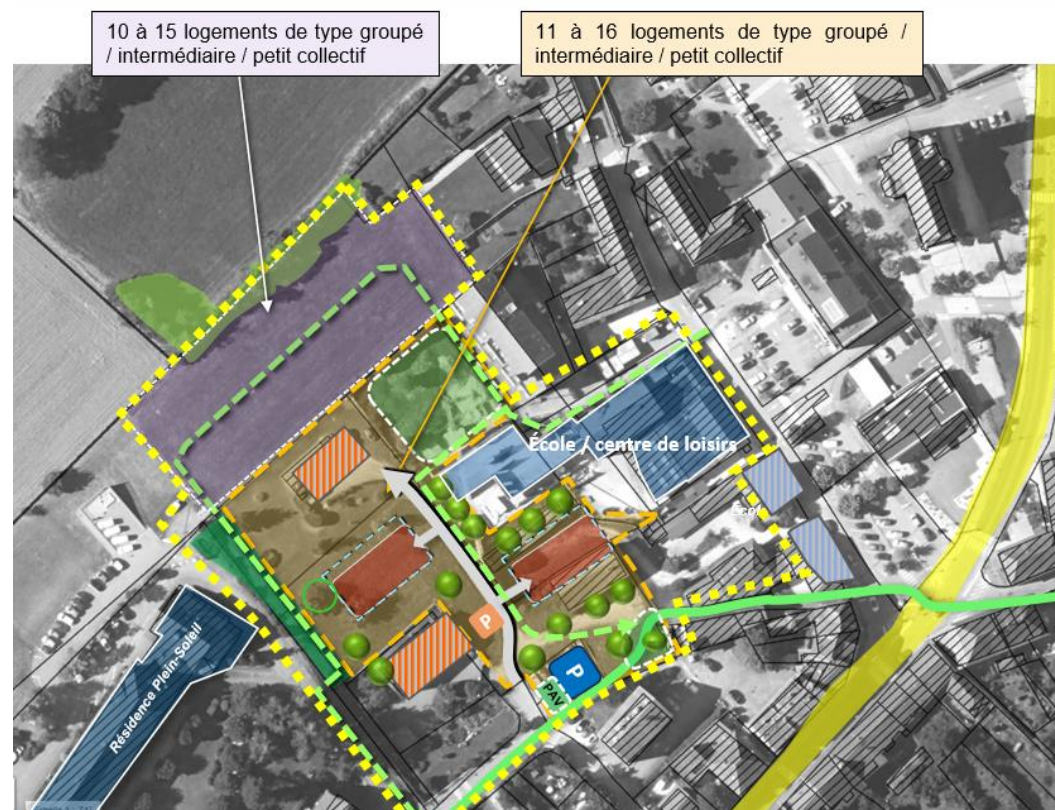 10 à 15 logements de type groupé
/ intermédiaire / petit collectif
11 à 16 logements de type groupé /
intermédiaire / petit collectif
École / centre de loisirs
Écol
P
P
PAV
Résidence Plein-Soleil